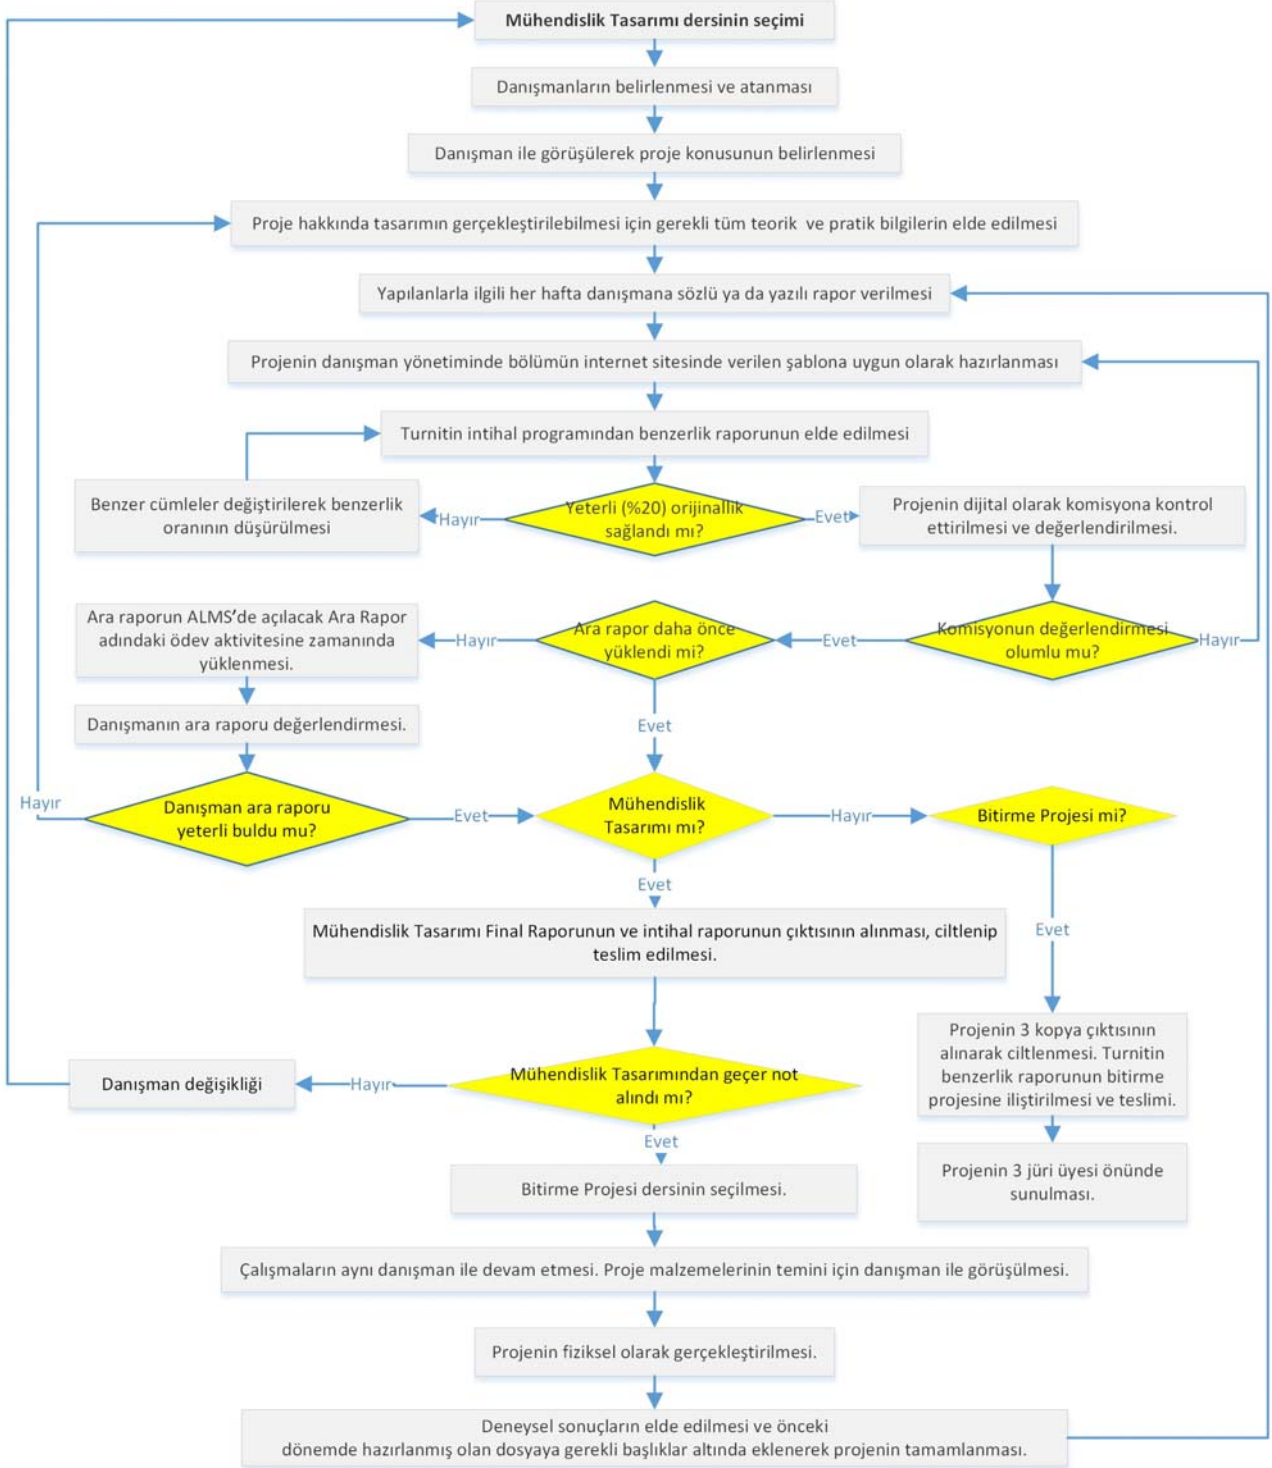 Mühendislik Tasarımı dersinin seçimi
Danışmanların belirlenmesi ve atanması
Danışman ile görüşülerek proje konusunun belirlenmesi
Proje hakkında tasarımın gerçekleştirilebilmesi için gerekli tüm teorik ve pratik bilgilerin elde edilmesi
Yapılanlarla ilgili her hafta danışmana sözlü ya da yazılı rapor verilmesi
Projenin danışman yönetiminde bölümün internet sitesinde verilen şablona uygun olarak hazırlanması
Turnitin intihal programından benzerlik raporunun elde edilmesi
Benzer cümleler değiştirilerek benzerlik
oranının düşürülmesi
Hayır
Yeterli (%20) orijinallik
sağlandı mı?
Evet
Projenin dijital olarak komisyona kontrol
ettirilmesi ve değerlendirilmesi.
Ara raporun ALMS'de açılacak Ara Rapor
adındaki ödev aktivitesine zamanında
yüklenmesi.
Hayır
Ara rapor daha önce
yüklendi mi?
Evet
Komisyonun değerlendirmesi
olumlu mu?
Hayır
Danışmanın ara raporu değerlendirmesi.
Evet
Hayır
Danışman ara raporu
yeterli buldu mu?
Evet
Mühendislik
Tasarımı mı?
Hayır
Bitirme Projesi mi?
Evet
Mühendislik Tasarımı Final Raporunun ve intihal raporunun çıktısının alınması, ciltlenip
teslim edilmesi.
Evet
Projenin 3 kopya çıktısının
alınarak ciltlenmesi. Turnitin
benzerlik raporunun bitirme
projesine iliştirilmesi ve teslimi.
Danışman değişikliği
Hayır
Mühendislik Tasarımından geçer not
alındı mı?
Evet
Projenin 3 jüri üyesi önünde
sunulması.
Bitirme Projesi dersinin seçilmesi.
Çalışmaların aynı danışman ile devam etmesi. Proje malzemelerinin temini için danışman ile görüşülmesi.
Projenin fiziksel olarak gerçekleştirilmesi.
Deneysel sonuçların elde edilmesi ve önceki
dönemde hazırlanmış olan dosyaya gerekli başlıklar altında eklenerek projenin tamamlanması.